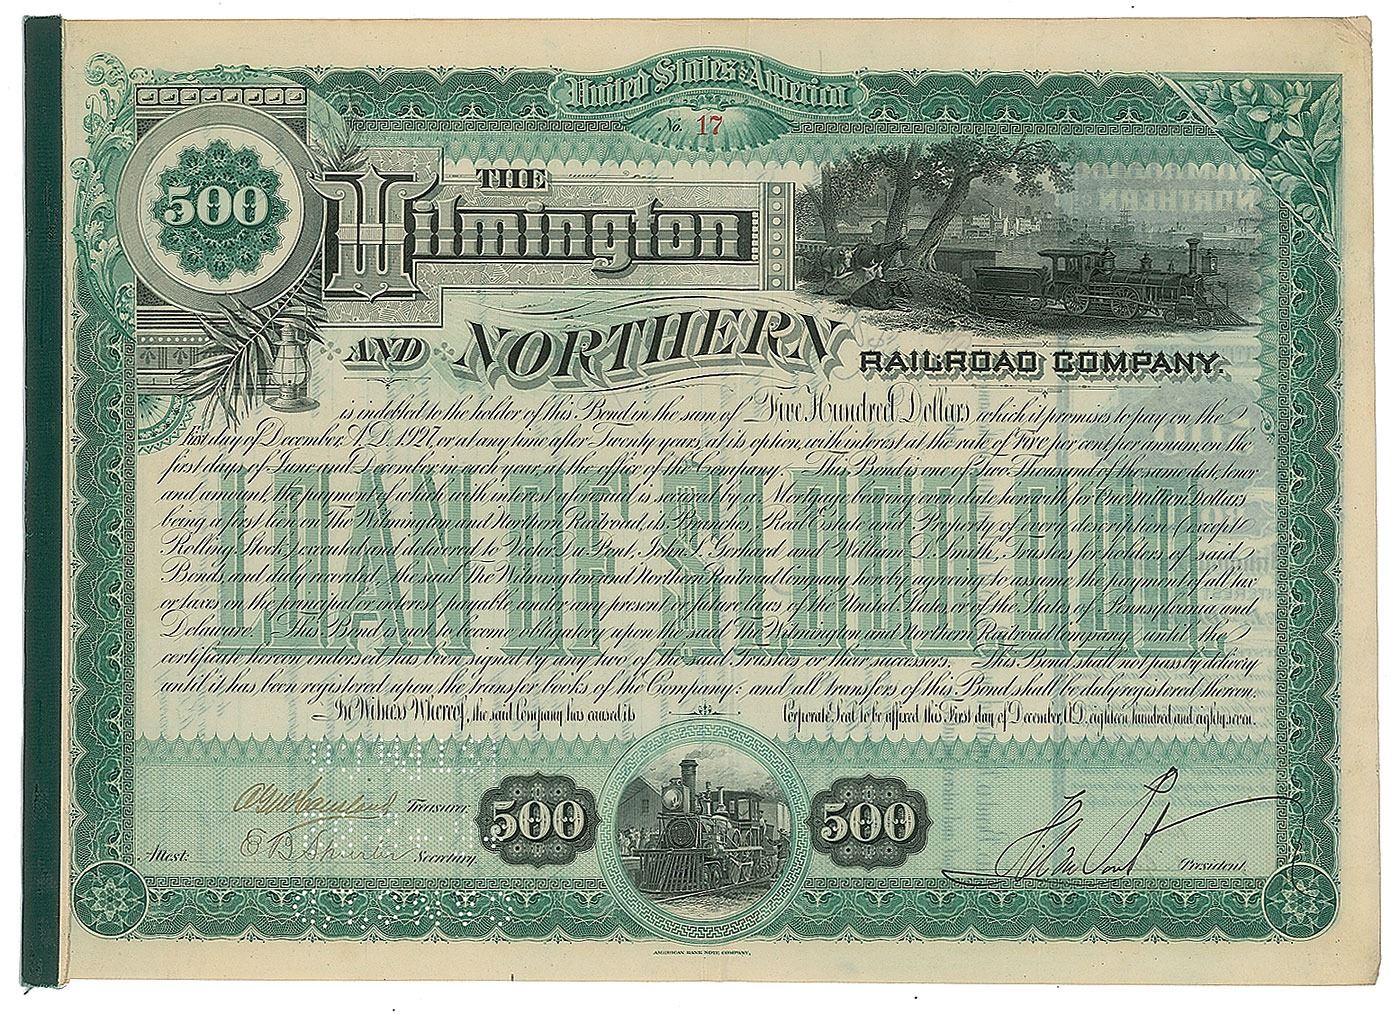 United States America
No. 17
500
THE
Wilmington
AND NORTHERN RAILROAD COMPANY.
is indebted to the holder of this Bond in the sum of Five Hundred Dollars which it promises to pay on the
first day of December, A.D. 1927, or at any time after Twenty years, at its option, with interest at the rate of Five per cent. per annum, on the
first days of June and December in each year, at the office of the Company. This Bond is one of Two Thousand of the same date, tenor
and amount, the payment of which with interest aforesaid is secured by a Mortgage bearing even date herewith for One Million Dollars
being a first lien on The Wilmington and Northern Railroad, its Branches, Real Estate and Property of every description (except
Rolling Stock) executed and delivered to Victor Du Pont, John L. Gerhard and William D. Smith, Trustees for holders of said
Bonds, and duly recorded; the said The Wilmington and Northern Railroad Company hereby agreeing to assume the payment of all tax
or taxes on the principal or interest payable under any present or future laws of the United States, or of the States of Pennsylvania and
Delaware. This Bond is not to become obligatory upon the said The Wilmington and Northern Railroad Company, until the
certificate hereon endorsed has been signed by any two of the said Trustees or their successors. This Bond shall not pass by delivery
until it has been registered upon the transfer books of the Company; and all transfers of this Bond shall be duly registered thereon.
LOAN OF $1,000,000.
In Witness Whereof, the said Company has caused its Corporate Seal to be affixed this First day of December, A.D. eighteen hundred and eighty seven.
Treasurer.
Attest: Secretary.
500 500
H A du Pont President.
AMERICAN BANK NOTE COMPANY.